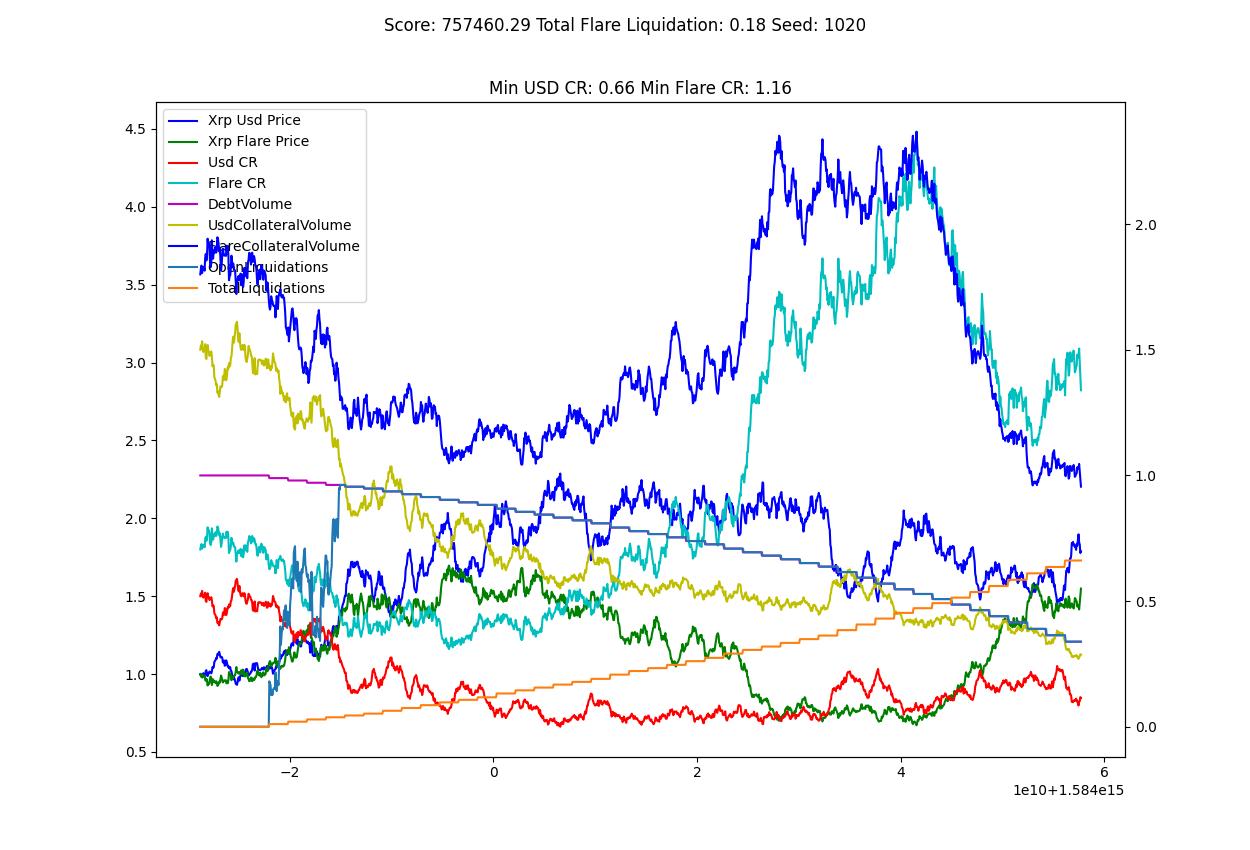 Score: 757460.29 Total Flare Liquidation: 0.18 Seed: 1020
Min USD CR: 0.66 Min Flare CR: 1.16
Xrp Usd Price
Xrp Flare Price
Usd CR
Flare CR
DebtVolume
UsdCollateralVolume
FlareCollateralVolume
OpenLiquidations
TotalLiquidations
4.5
4.0
3.5
3.0
2.5
2.0
1.5
1.0
0.5
2.0
1.5
1.0
0.5
0.0
−2
0
2
4
6
1e10+1.584e15